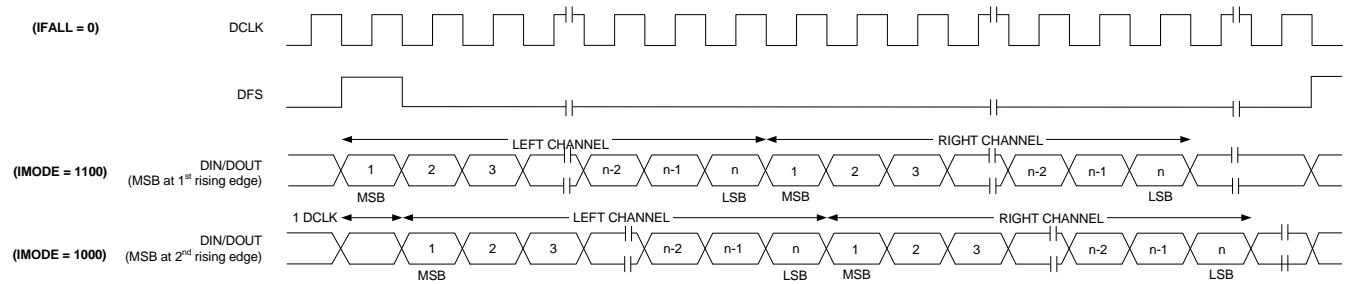 (IFALL = 0) DCLK
DFS
LEFT CHANNEL RIGHT CHANNEL
(IMODE = 1100) DIN/DOUT 1 2 3 n-2 n-1 n 1 2 3 n-2 n-1 n
(MSB at 1st rising edge)
MSB LSB MSB LSB
1 DCLK LEFT CHANNEL RIGHT CHANNEL
(IMODE = 1000) DIN/DOUT 1 2 3 n-2 n-1 n 1 2 3 n-2 n-1 n
(MSB at 2nd rising edge)
MSB LSB MSB LSB